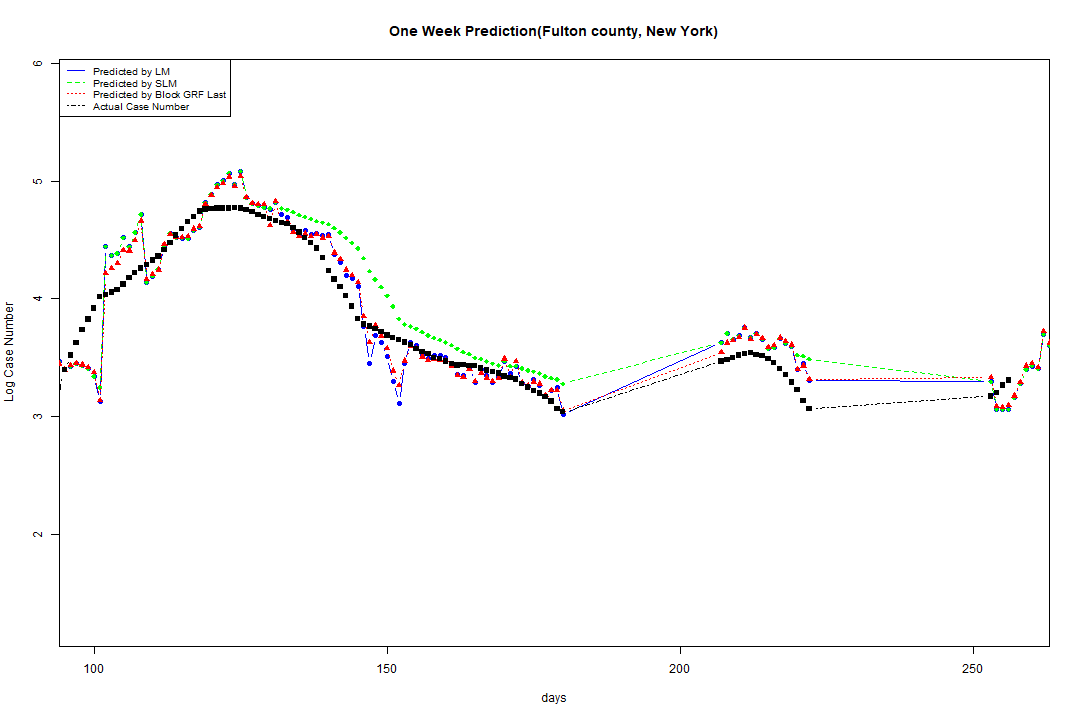 One Week Prediction(Fulton county, New York)
Predicted by LM
Predicted by SLM
Predicted by Block GRF Last
Actual Case Number
6
5
4
3
2
Log Case Number
100 150 200 250
days